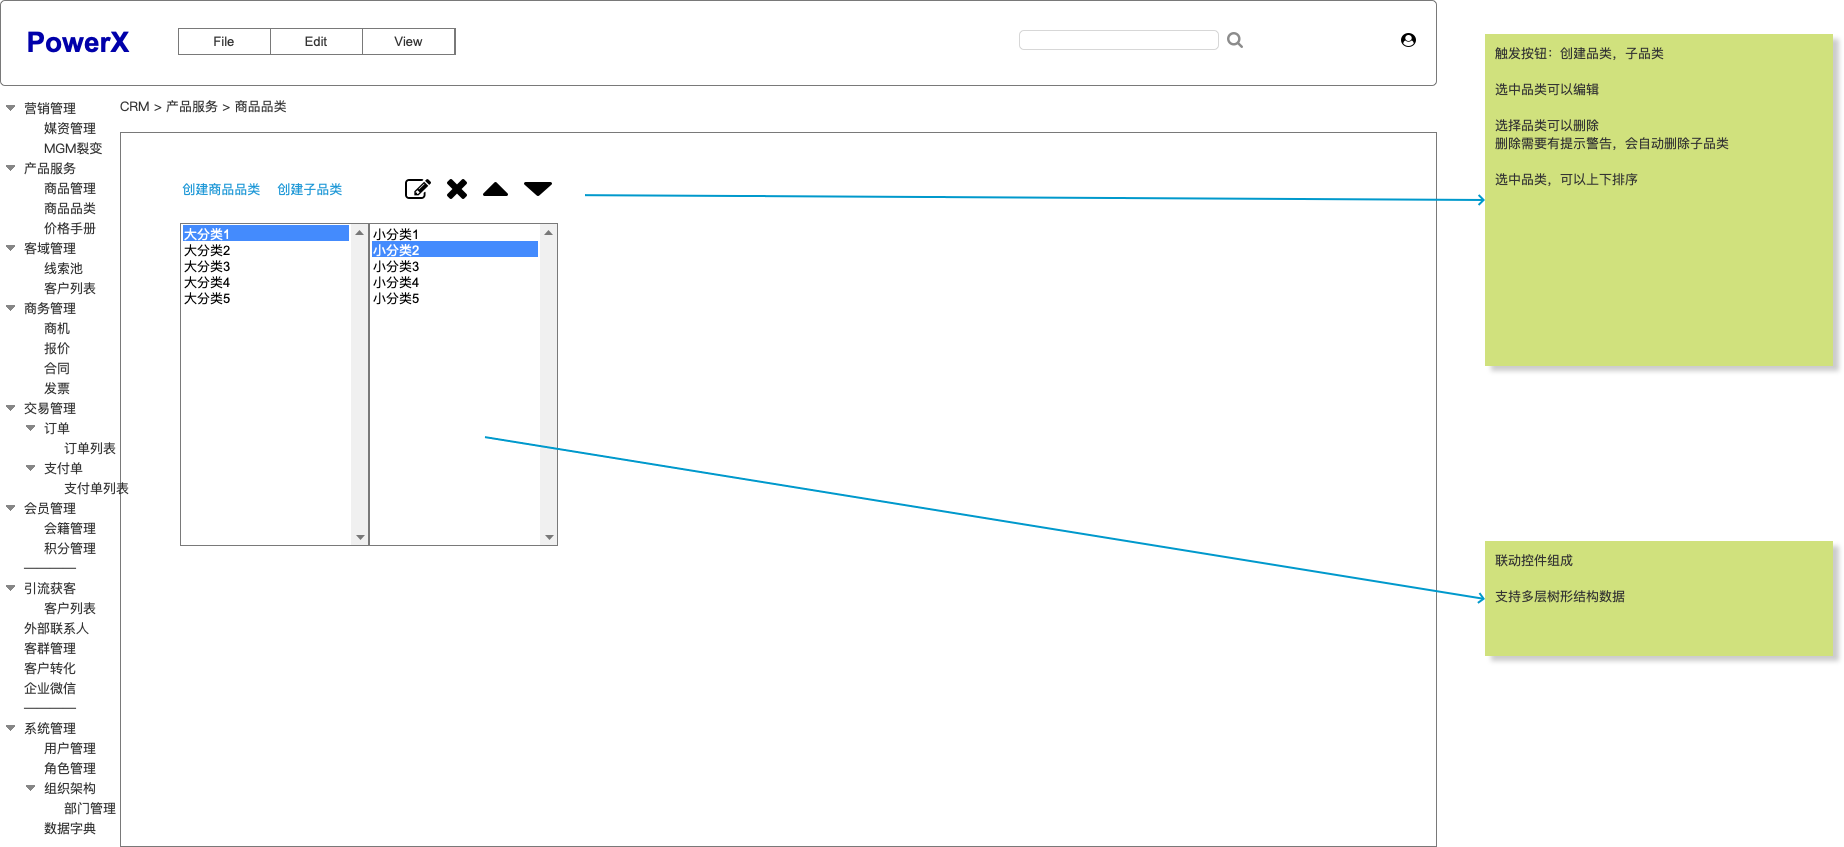 PowerX
File
Edit
View
CRM > 产品服务 > 商品品类
营销管理
媒资管理
MGM裂变
产品服务
商品管理
商品品类
价格手册
客域管理
线索池
客户列表
商务管理
商机
报价
合同
发票
交易管理
订单
订单列表
支付单
支付单列表
会员管理
会籍管理
积分管理
引流获客
客户列表
外部联系人
客群管理
客户转化
企业微信
系统管理
用户管理
角色管理
组织架构
部门管理
数据字典
创建商品品类
创建子品类
大分类1
大分类2
大分类3
大分类4
大分类5
小分类1
小分类2
小分类3
小分类4
小分类5
触发按钮：创建品类，子品类
选中品类可以编辑
选择品类可以删除
删除需要有提示警告，会自动删除子品类
选中品类，可以上下排序
联动控件组成
支持多层树形结构数据